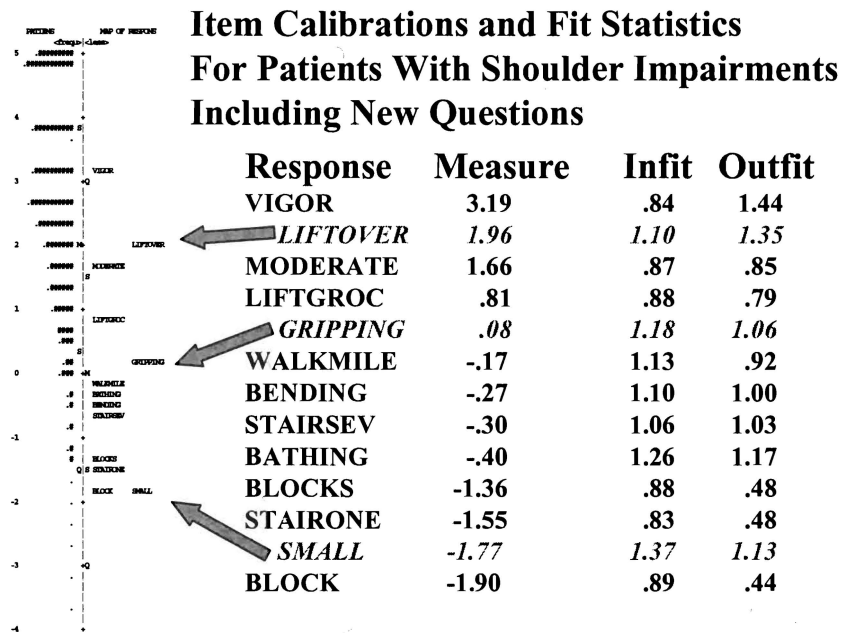 Item Calibrations and Fit Statistics
For Patients With Shoulder Impairments
Including New Questions
Response Measure Infit Outfit
VIGOR 3.19 .84 1.44
LIFTOVER 1.96 1.10 1.35
MODERATE 1.66 .87 .85
LIFTGROC .81 .88 .79
GRIPPING .08 1.18 1.06
WALKMILE -.17 1.13 .92
BENDING -.27 1.10 1.00
STAIRSEV -.30 1.06 1.03
BATHING -.40 1.26 1.17
BLOCKS -1.36 .88 .48
STAIRONE -1.55 .83 .48
SMALL -1.77 1.37 1.13
BLOCK -1.90 .89 .44
MAP OF RESPONS
<frequ>|<less>
5
4
S
VIGOR
3 Q
2 M LIFTOVER
MODERATE
S
1
LIFTGROC
S
GRIPPING
0 M
WALKMILE
BATHING
BENDING
STAIRSEV
-1
BLOCKS
Q S STAIRONE
BLOCK SMALL
-2
-3 Q
-4